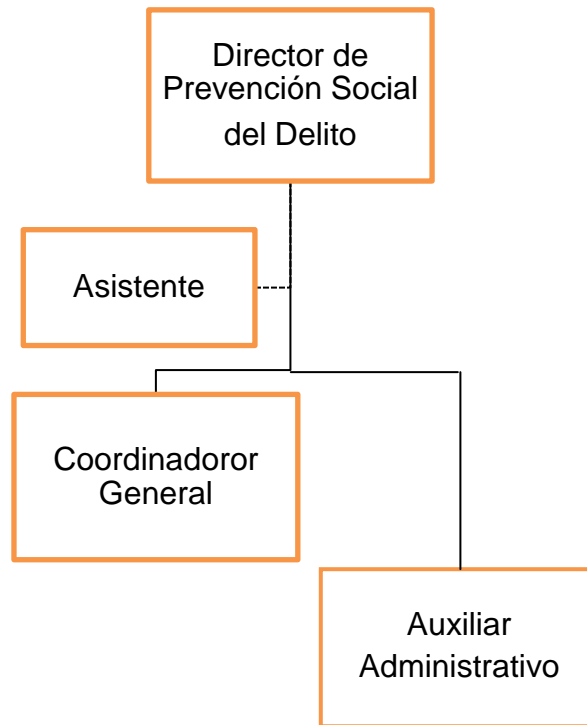 Director de
Prevención Social
del Delito
Asistente
Coordinadoror
General
Auxiliar
Administrativo